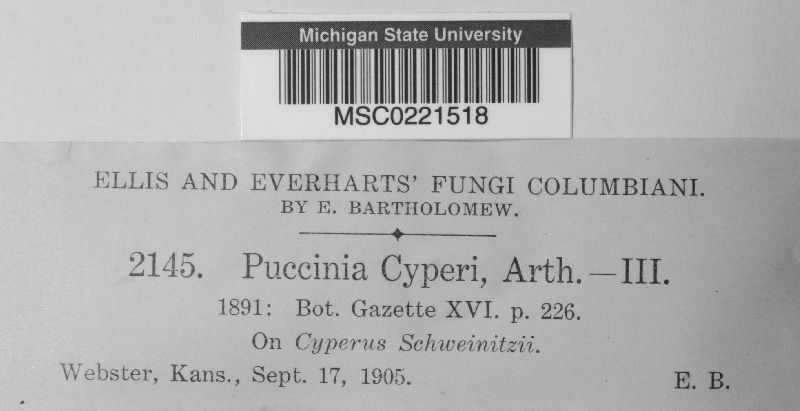 Michigan State University
MSC0221518
ELLIS AND EVERHARTS' FUNGI COLUMBIANI.
BY E. BARTHOLOMEW.
2145. Puccinia Cyperi, Arth.—III.
1891: Bot. Gazette XVI. p. 226.
On Cyperus Schweinitzii.
Webster, Kans., Sept. 17, 1905. E. B.